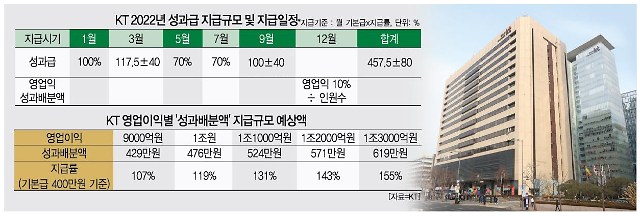 KT 2022년 성과급 지급규모 및 지급일정 *지급기준 : 월 기본급x지급률, 단위: %
지급시기 1월 3월 5월 7월 9월 12월 합계
성과급 100% 117,5±40 70% 70% 100±40 457,5±80
영업익 성과배분액 영업익 10% ÷ 인원수
KT 영업이익별 '성과배분액' 지급규모 예상액
영업이익 9000억원 1조원 1조1000억원 1조2000억원 1조3000억원
성과배분액 429만원 476만원 524만원 571만원 619만원
지급률 (기본급 400만원 기준) 107% 119% 131% 143% 155%
[자료=KT]